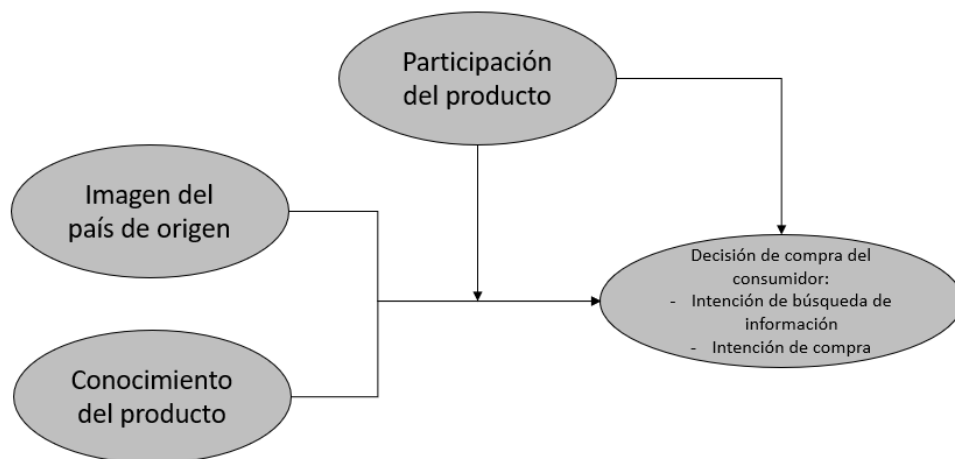 Participación
del producto
Imagen del
país de origen
Decisión de compra del
consumidor:
- Intención de búsqueda de
información
- Intención de compra
Conocimiento
del producto